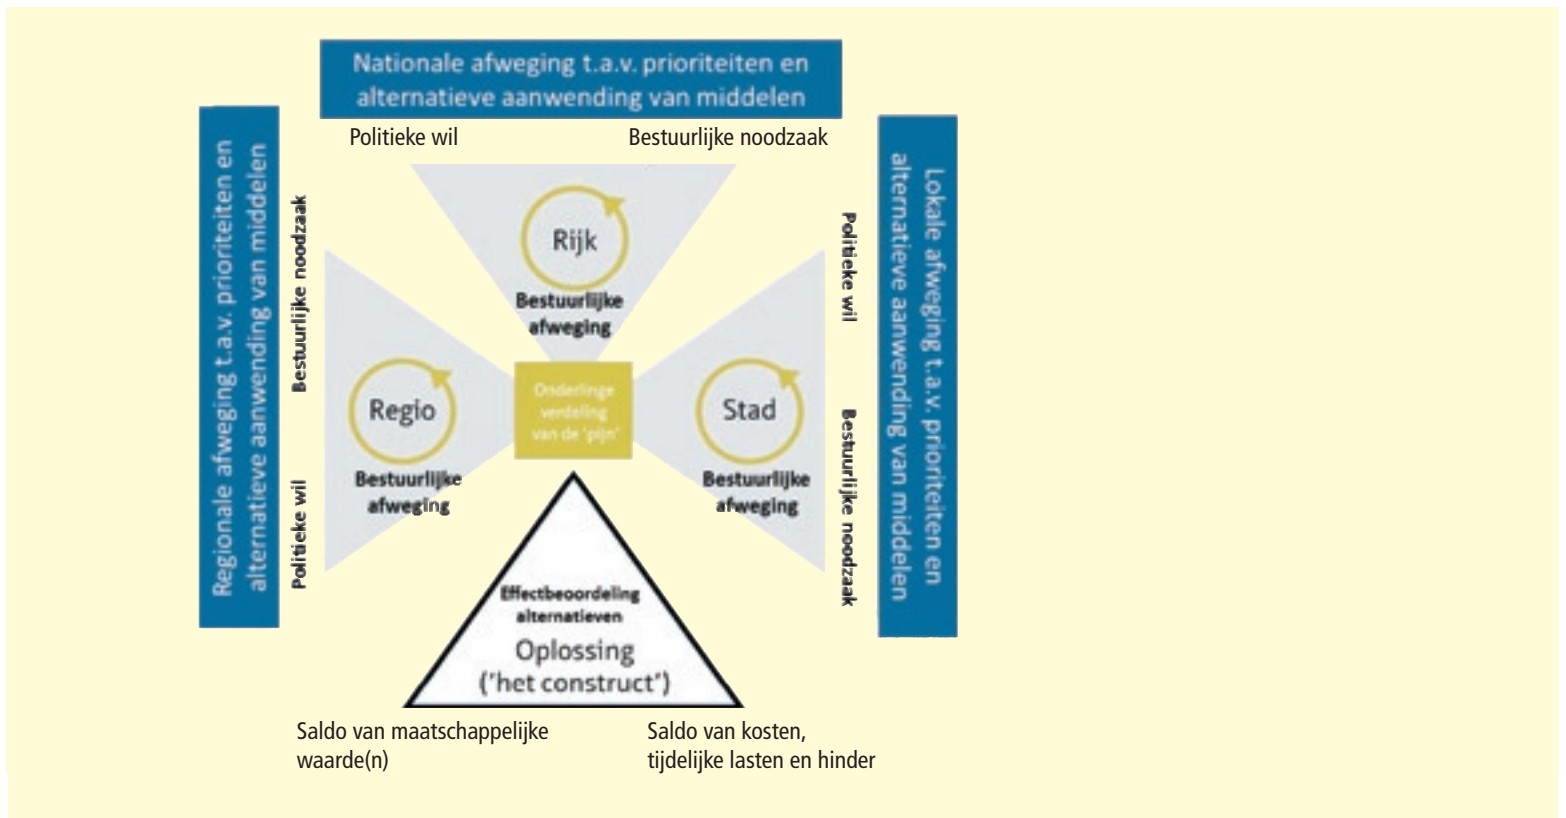 Nationale afweging t.a.v. prioriteiten en
alternatieve aanwending van middelen
Politieke wil
Bestuurlijke noodzaak
Regionale afweging t.a.v. prioriteiten en
alternatieve aanwending van middelen
Bestuurlijke noodzaak
Politieke wil
Rijk
Bestuurlijke
afweging
Regio
Bestuurlijke
afweging
Onderlinge
verdeling
van de 'pijn'
Stad
Bestuurlijke
afweging
Politieke wil
Bestuurlijke noodzaak
Lokale afweging t.a.v. prioriteiten en
alternatieve aanwending van middelen
Effectbeoordeling
alternatieven
Oplossing
('het construct')
Saldo van maatschappelijke
waarde(n)
Saldo van kosten,
tijdelijke lasten en hinder